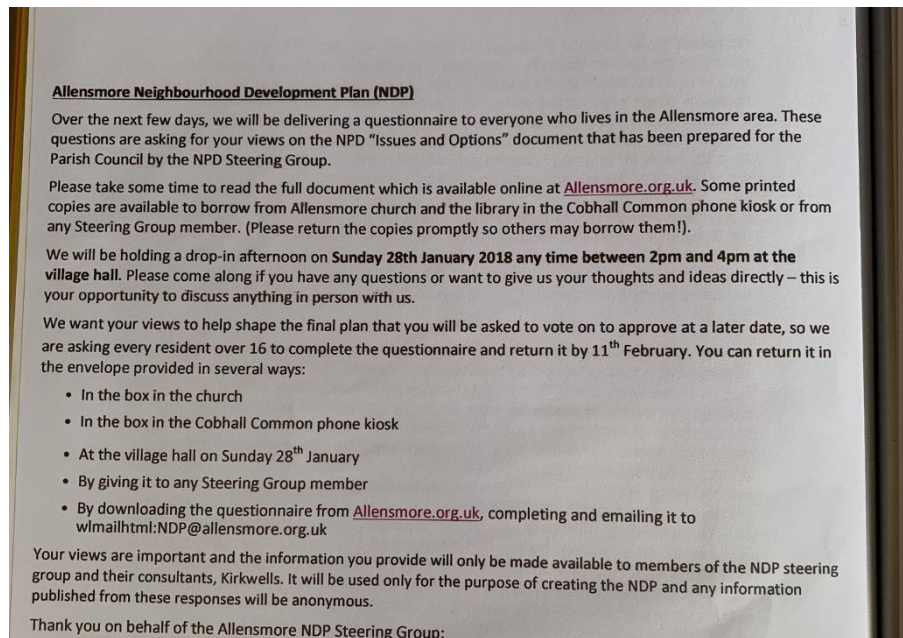 Allensmore Neighbourhood Development Plan (NDP)
Over the next few days, we will be delivering a questionnaire to everyone who lives in the Allensmore area. These
questions are asking for your views on the NPD “Issues and Options” document that has been prepared for the
Parish Council by the NPD Steering Group.
Please take some time to read the full document which is available online at Allensmore.org.uk. Some printed
copies are available to borrow from Allensmore church and the library in the Cobhall Common phone kiosk or from
any Steering Group member. (Please return the copies promptly so others may borrow them!).
We will be holding a drop-in afternoon on Sunday 28th January 2018 any time between 2pm and 4pm at the
village hall. Please come along if you have any questions or want to give us your thoughts and ideas directly – this is
your opportunity to discuss anything in person with us.
We want your views to help shape the final plan that you will be asked to vote on to approve at a later date, so we
are asking every resident over 16 to complete the questionnaire and return it by 11th February. You can return it in
the envelope provided in several ways:
• In the box in the church
• In the box in the Cobhall Common phone kiosk
• At the village hall on Sunday 28th January
• By giving it to any Steering Group member
• By downloading the questionnaire from Allensmore.org.uk, completing and emailing it to
wlmailhtml:NDP@allensmore.org.uk
Your views are important and the information you provide will only be made available to members of the NDP steering
group and their consultants, Kirkwells. It will be used only for the purpose of creating the NDP and any information
published from these responses will be anonymous.
Thank you on behalf of the Allensmore NDP Steering Group: